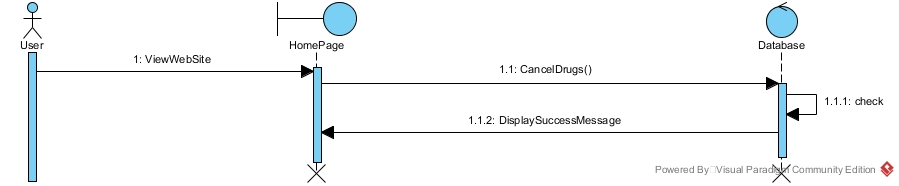 User
HomePage
Database
1: ViewWebSite
1.1: CancelDrugs()
1.1.1: check
1.1.2: DisplaySuccessMessage
Powered By Visual Paradigm Community Edition